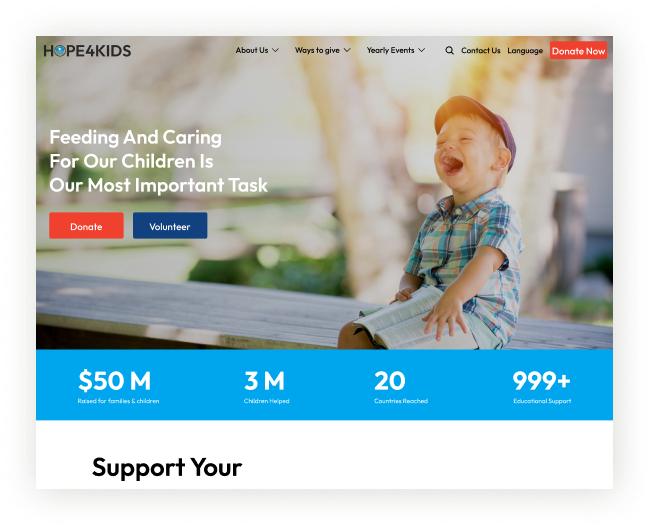 HOPE4KIDS
About Us
Ways to give
Yearly Events
Contact Us
Language
Donate Now
Feeding And Caring
For Our Children Is
Our Most Important Task
Donate
Volunteer
$50 M
Raised for families & children
3 M
Children Helped
20
Countries Reached
999+
Educational Support
Support Your